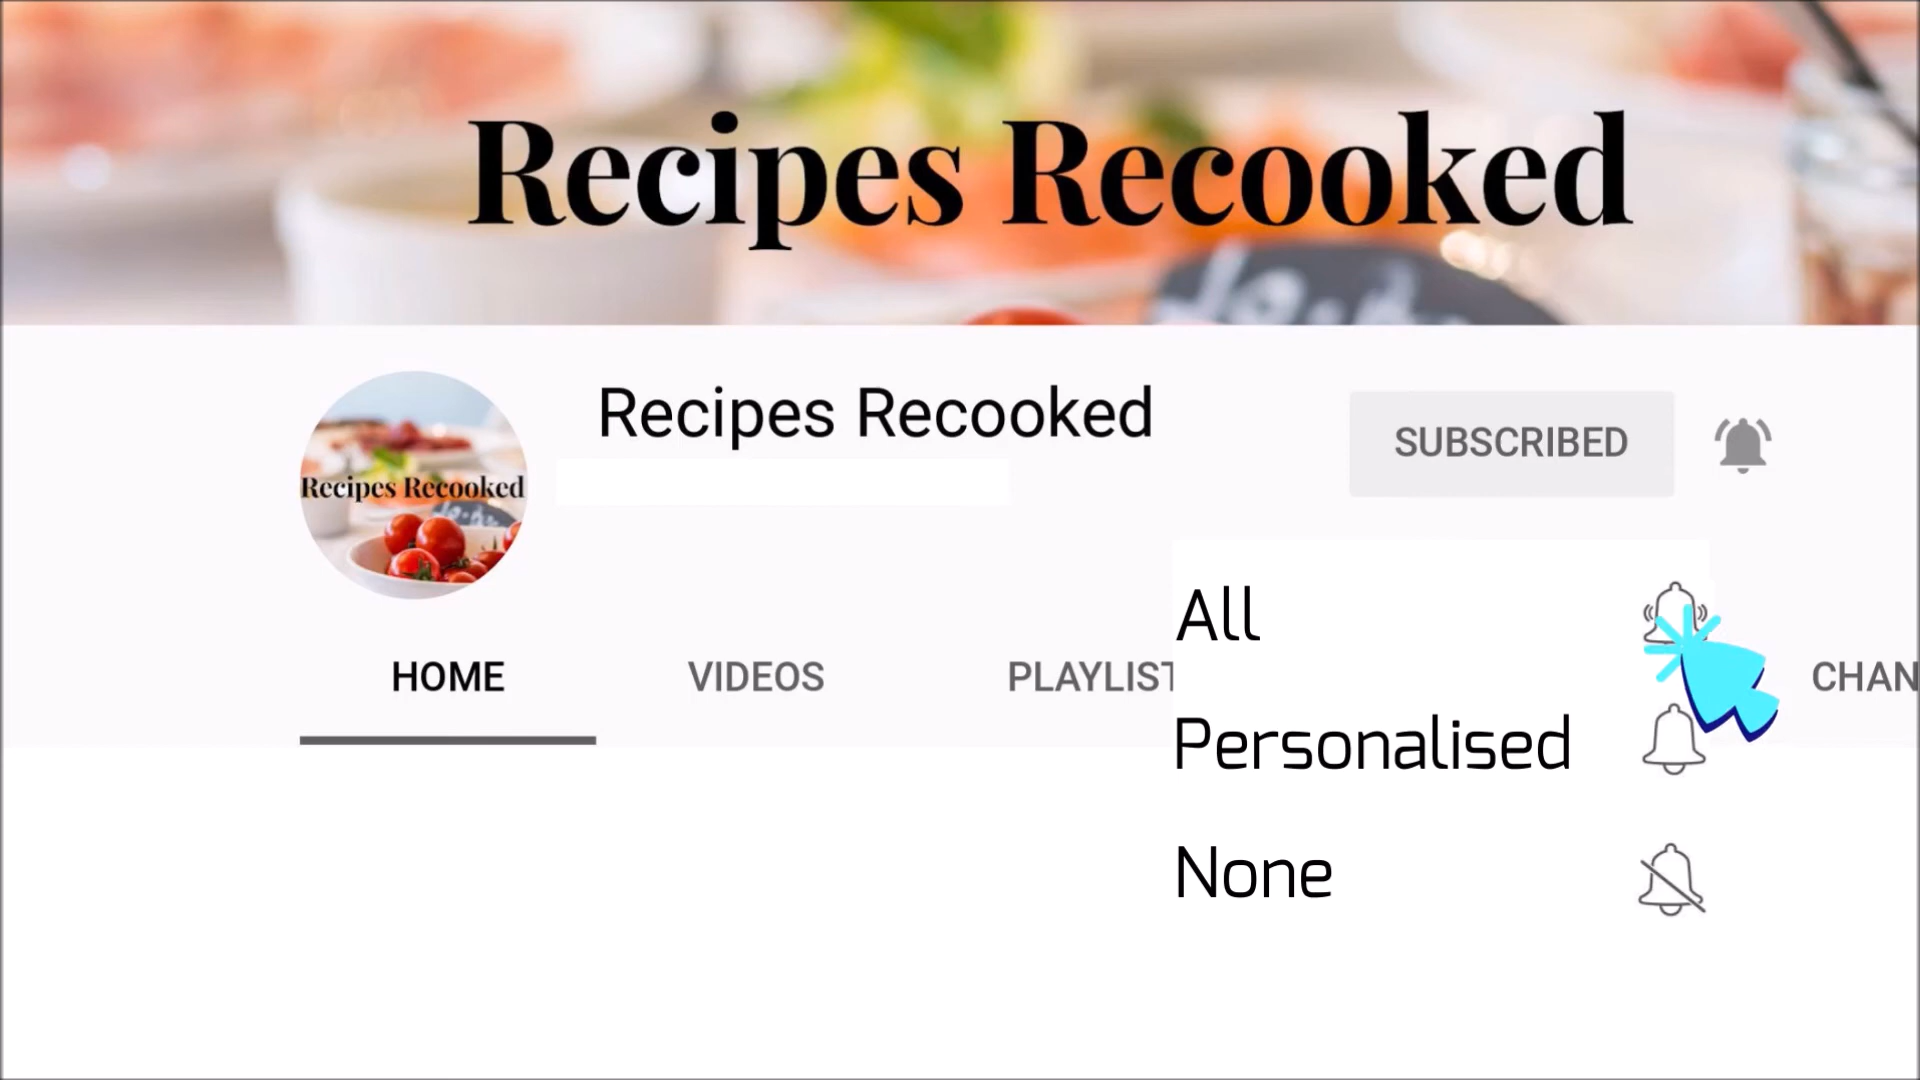 Recipes Recooked
Recipes Recooked
SUBSCRIBED
Recipes Recooked
All
HOME
VIDEOS
PLAYLIST
CHAN
Personalised
None